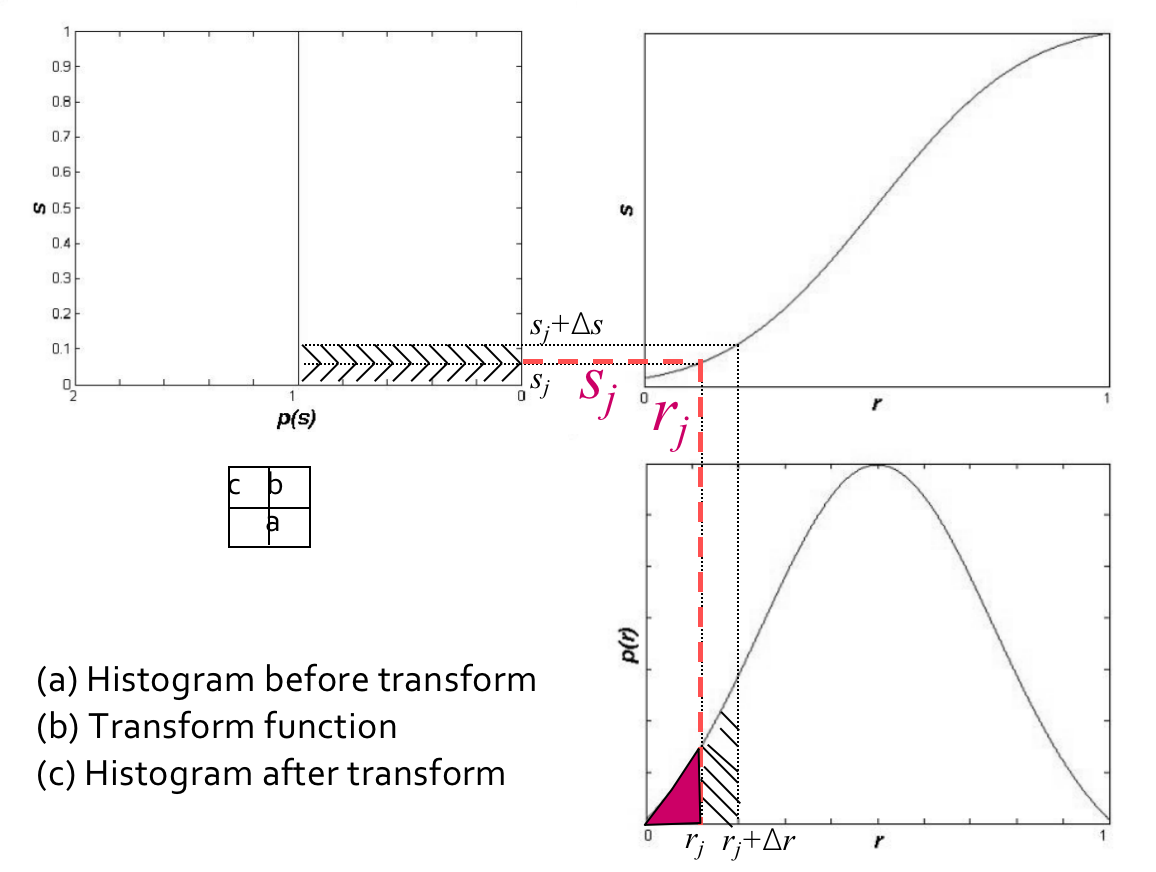 1
0.9
0.8
0.7
0.6
0.5
0.4
0.3
0.2
0.1
0
s
2 1 0
p(s)
s
0 1
r
s_j+Δs
s_j
s_j
r_j
c b
a
p(r)
0 1
r_j r_j+Δr r
(a) Histogram before transform
(b) Transform function
(c) Histogram after transform